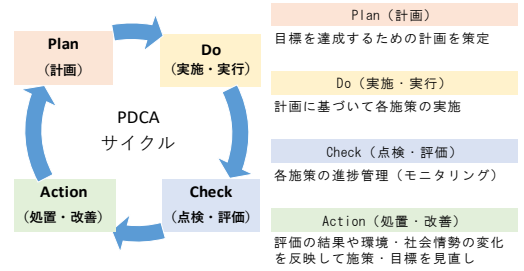 Plan
（計画）
Do
（実施・実行）
PDCA
サイクル
Action
（処置・改善）
Check
（点検・評価）
Plan（計画）
目標を達成するための計画を策定
Do（実施・実行）
計画に基づいて各施策の実施
Check（点検・評価）
各施策の進捗管理（モニタリング）
Action（処置・改善）
評価の結果や環境・社会情勢の変化
を反映して施策・目標を見直し